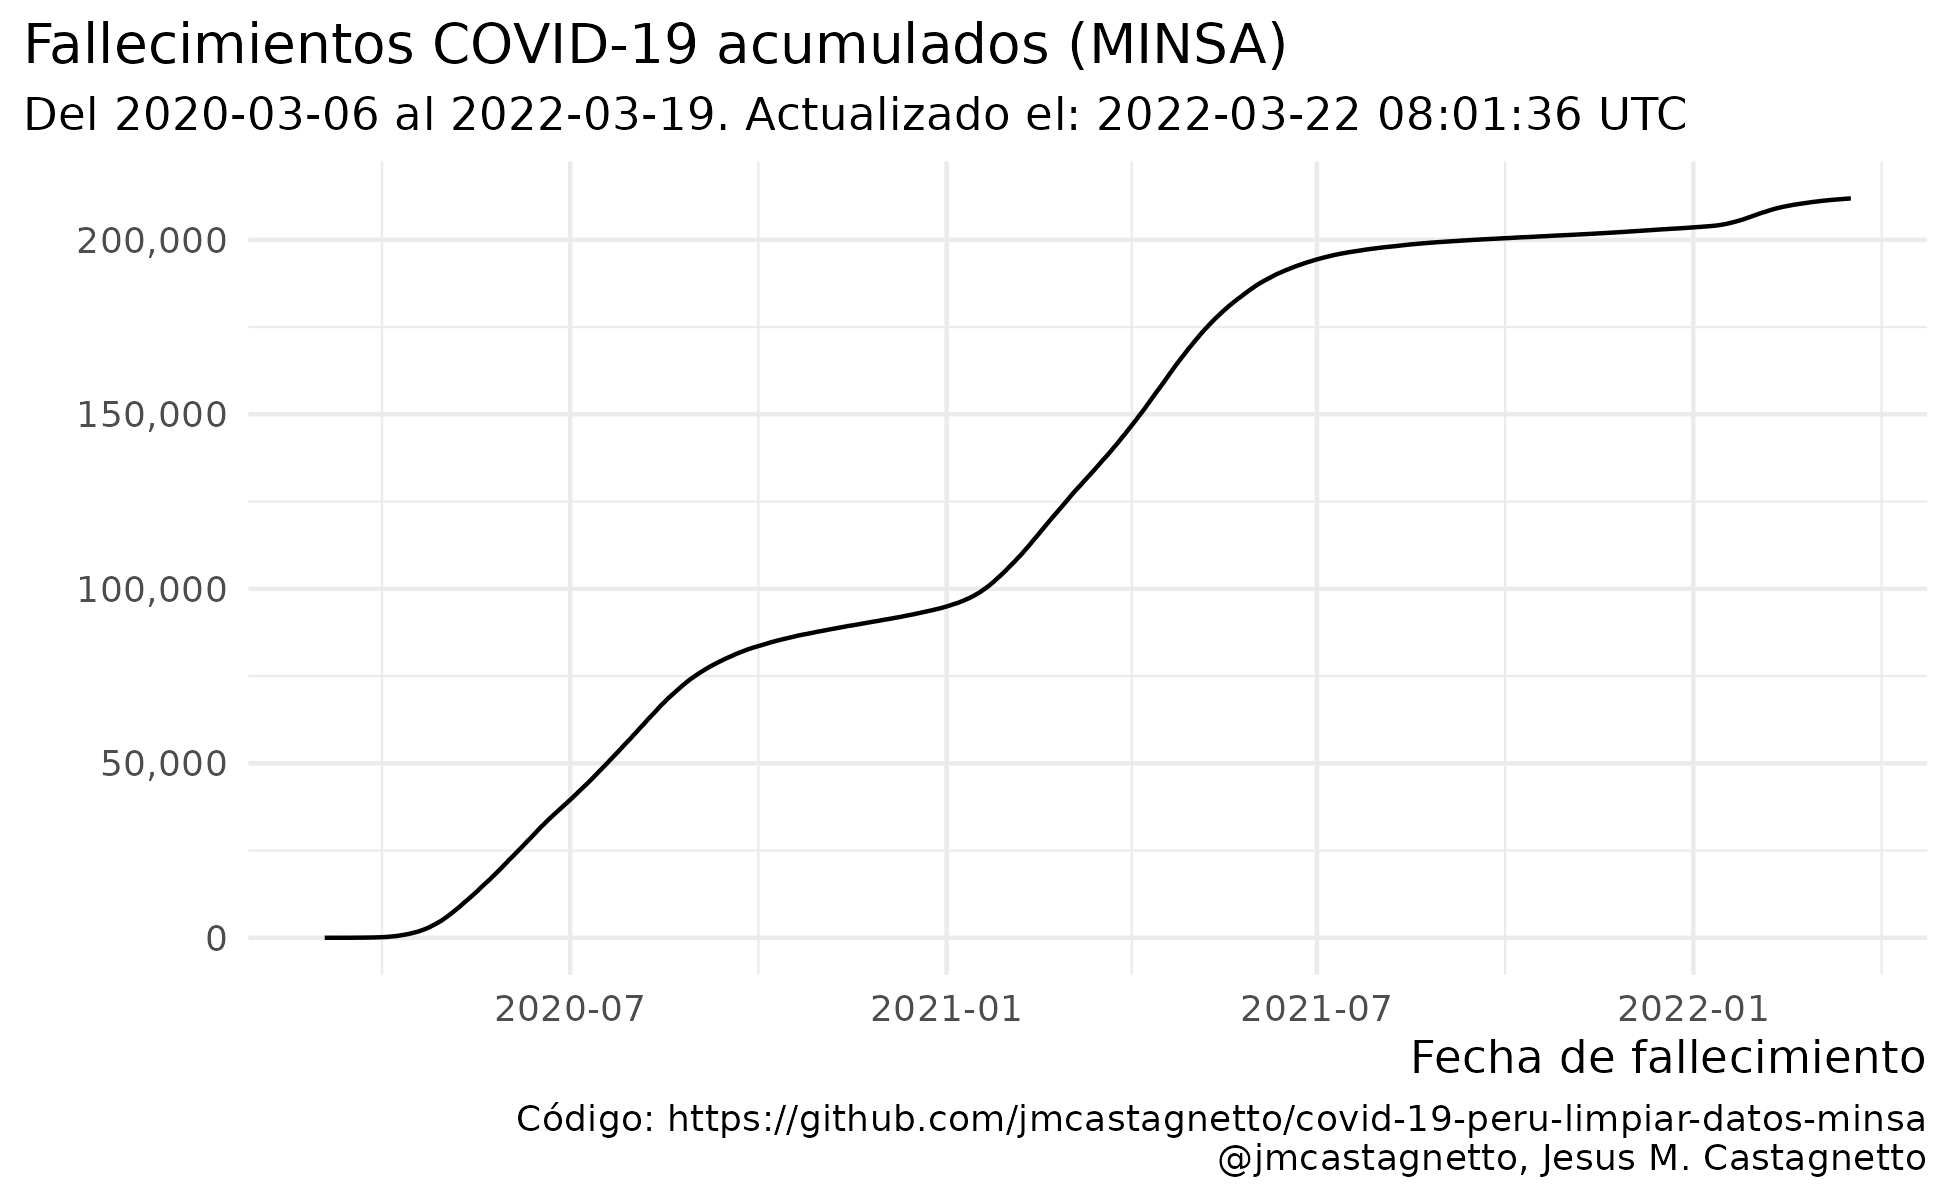 Fallecimientos COVID-19 acumulados (MINSA)
Del 2020-03-06 al 2022-03-19. Actualizado el: 2022-03-22 08:01:36 UTC
200,000
150,000
100,000
50,000
0
2020-07 2021-01 2021-07 2022-01
Fecha de fallecimiento
Código: https://github.com/jmcastagnetto/covid-19-peru-limpiar-datos-minsa
@jmcastagnetto, Jesus M. Castagnetto